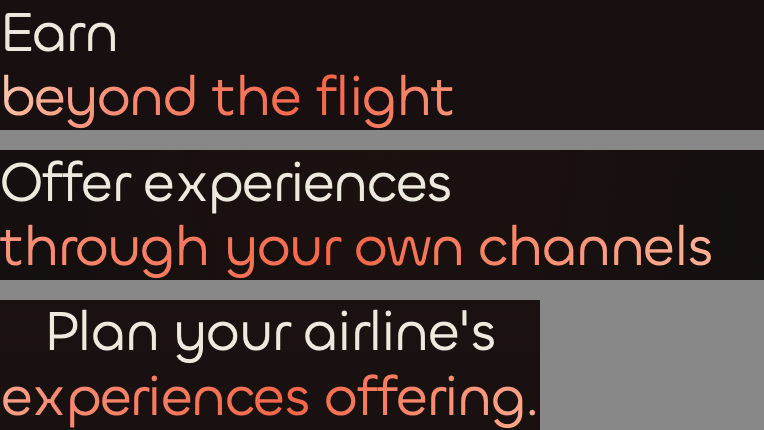 Earn
beyond the flight
Offer experiences
through your own channels
Plan your airline's
experiences offering.